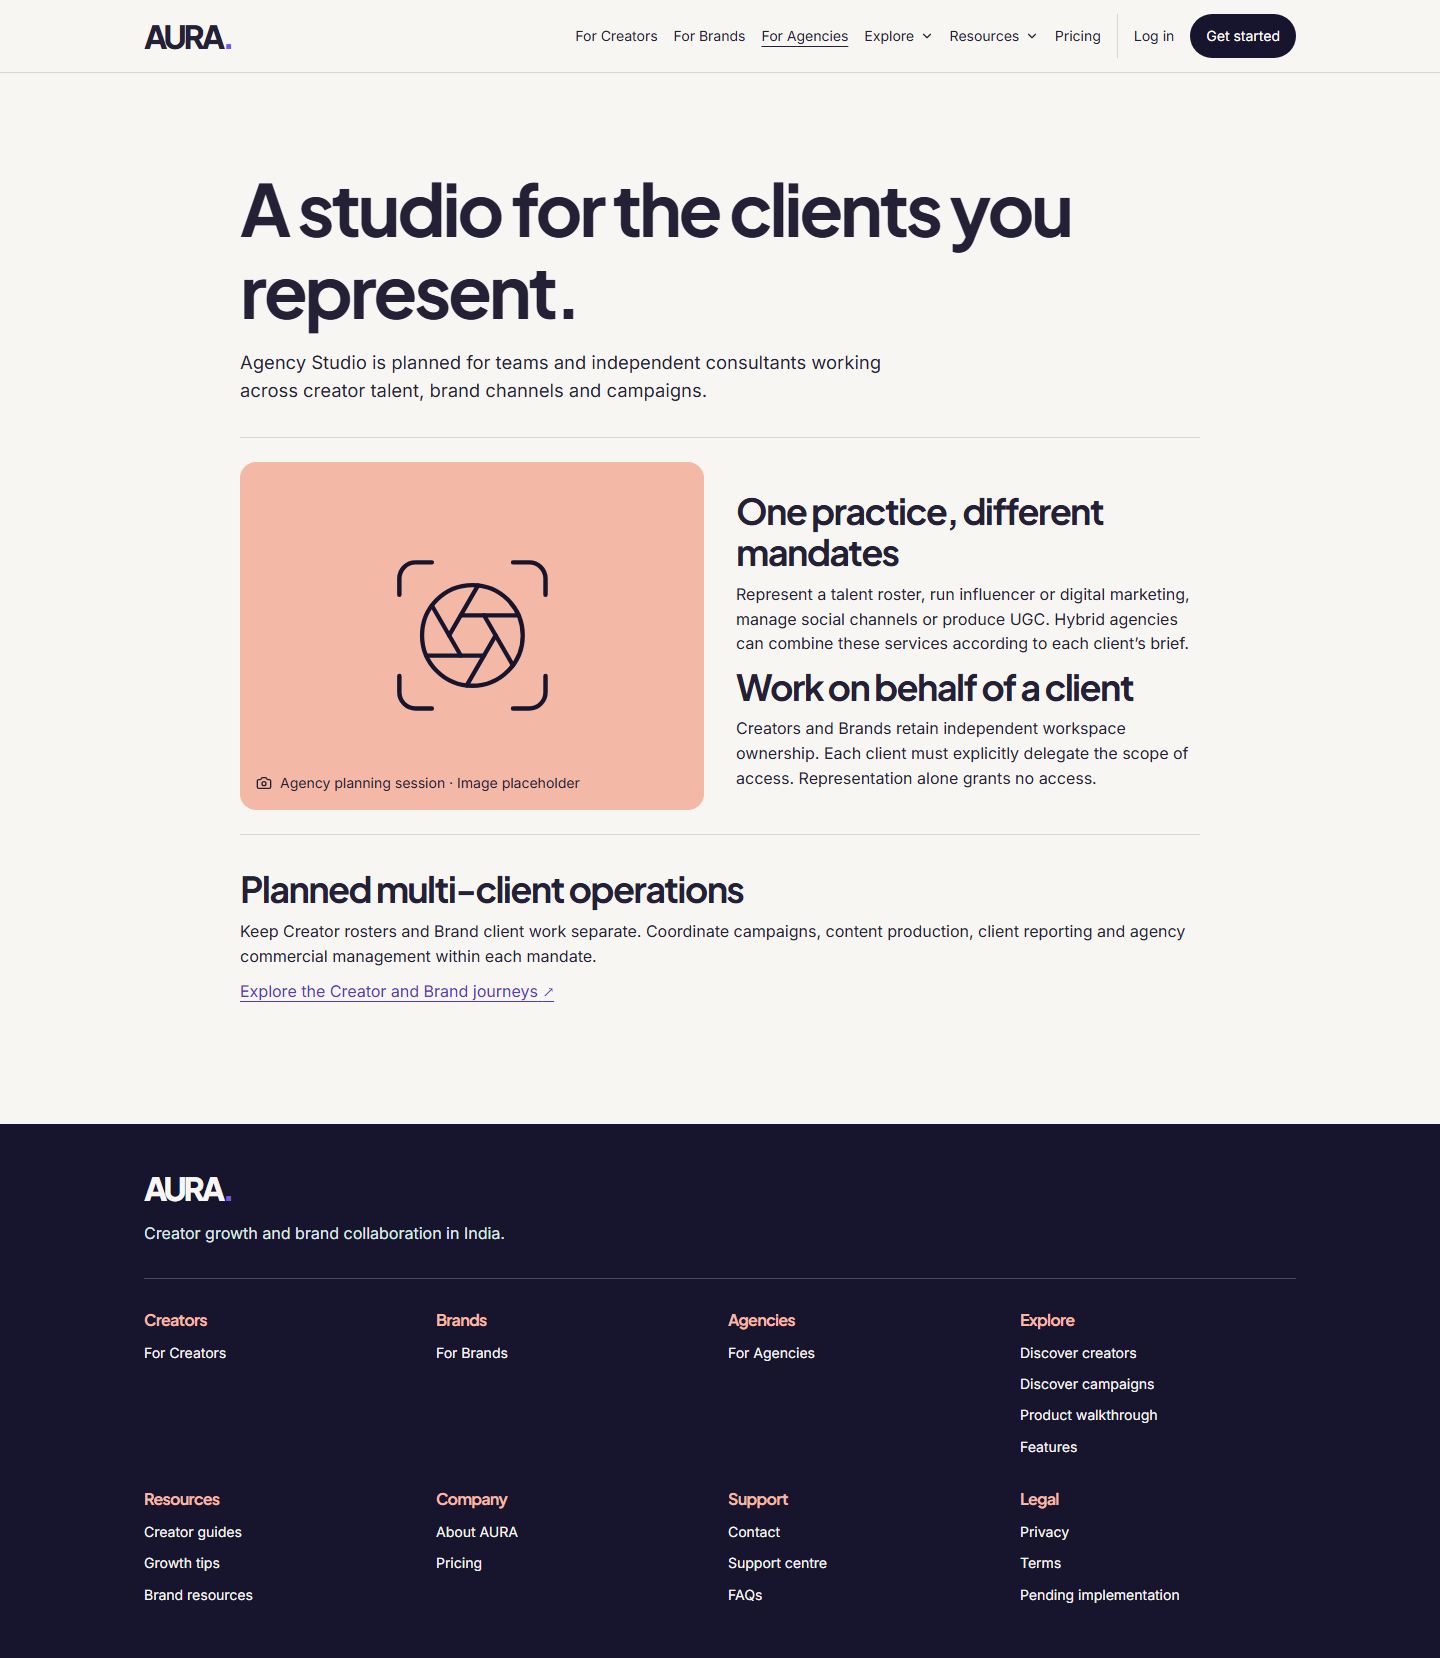 AURA.
For Creators
For Brands
For Agencies
Explore
Resources
Pricing
Log in
Get started
A studio for the clients you
represent.
Agency Studio is planned for teams and independent consultants working
across creator talent, brand channels and campaigns.
Agency planning session · Image placeholder
One practice, different
mandates
Represent a talent roster, run influencer or digital marketing,
manage social channels or produce UGC. Hybrid agencies
can combine these services according to each client’s brief.
Work on behalf of a client
Creators and Brands retain independent workspace
ownership. Each client must explicitly delegate the scope of
access. Representation alone grants no access.
Planned multi-client operations
Keep Creator rosters and Brand client work separate. Coordinate campaigns, content production, client reporting and agency
commercial management within each mandate.
Explore the Creator and Brand journeys ↗
AURA.
Creator growth and brand collaboration in India.
Creators
For Creators
Brands
For Brands
Agencies
For Agencies
Explore
Discover creators
Discover campaigns
Product walkthrough
Features
Resources
Creator guides
Growth tips
Brand resources
Company
About AURA
Pricing
Support
Contact
Support centre
FAQs
Legal
Privacy
Terms
Pending implementation